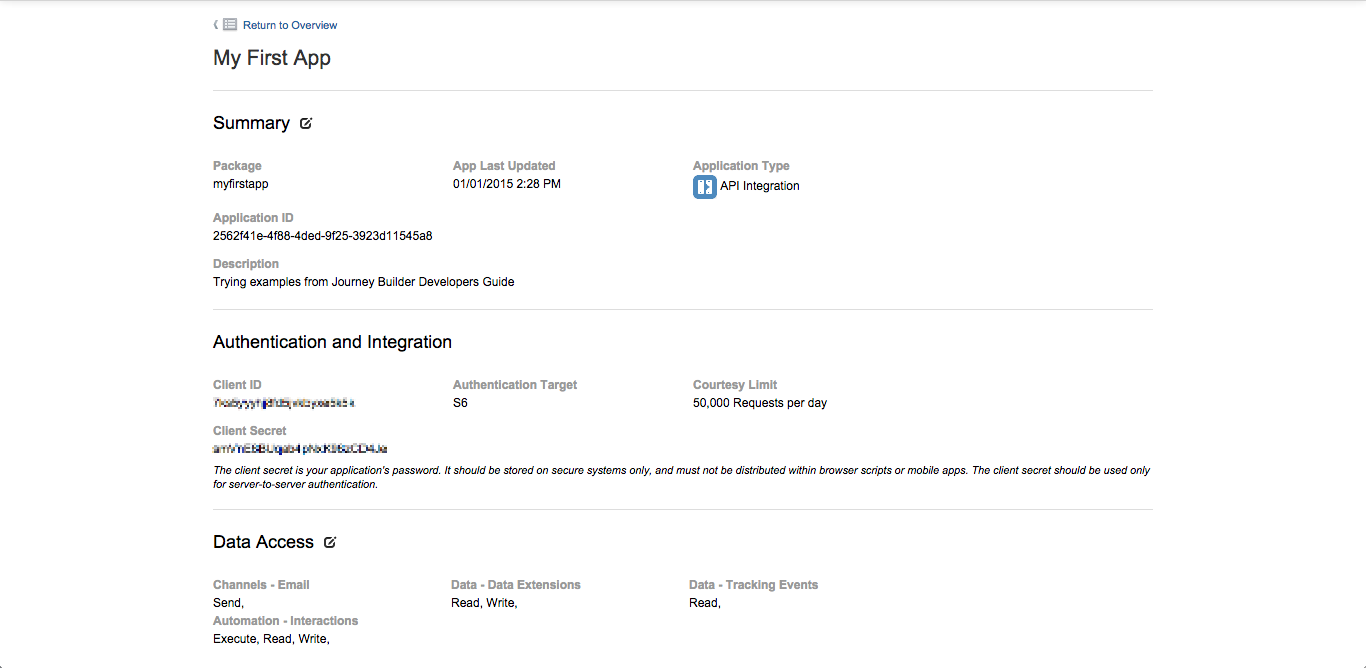 Return to Overview
My First App
Summary
Package
App Last Updated
Application Type
myfirstapp
01/01/2015 2:28 PM
API Integration
Application ID
2562f41e-4f88-4ded-9f25-3923d11545a8
Description
Trying examples from Journey Builder Developers Guide
Authentication and Integration
Client ID
Authentication Target
Courtesy Limit
S6
50,000 Requests per day
Client Secret
The client secret is your application's password. It should be stored on secure systems only, and must not be distributed within browser scripts or mobile apps. The client secret should be used only
for server-to-server authentication.
Data Access
Channels - Email
Data - Data Extensions
Data - Tracking Events
Send,
Read, Write,
Read,
Automation - Interactions
Execute, Read, Write,